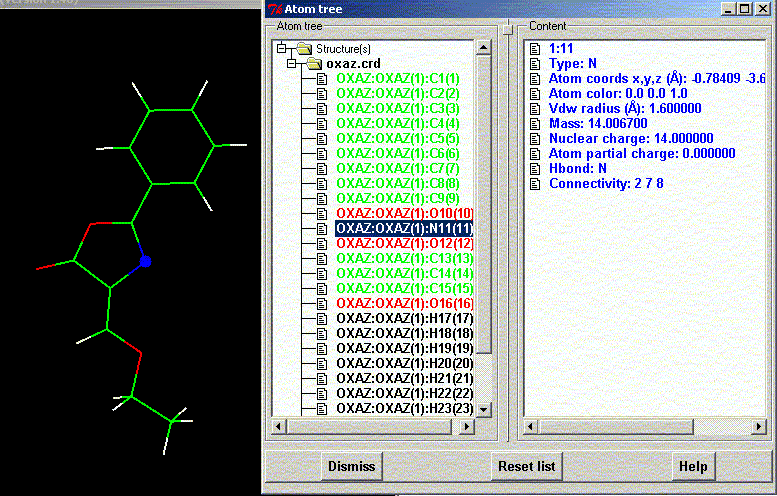 (version 1.40)
Atom tree
Atom tree
Structure(s)
oxaz.crd
OXAZ:OXAZ(1):C1(1)
OXAZ:OXAZ(1):C2(2)
OXAZ:OXAZ(1):C3(3)
OXAZ:OXAZ(1):C4(4)
OXAZ:OXAZ(1):C5(5)
OXAZ:OXAZ(1):C6(6)
OXAZ:OXAZ(1):C7(7)
OXAZ:OXAZ(1):C8(8)
OXAZ:OXAZ(1):C9(9)
OXAZ:OXAZ(1):O10(10)
OXAZ:OXAZ(1):N11(11)
OXAZ:OXAZ(1):O12(12)
OXAZ:OXAZ(1):C13(13)
OXAZ:OXAZ(1):C14(14)
OXAZ:OXAZ(1):C15(15)
OXAZ:OXAZ(1):O16(16)
OXAZ:OXAZ(1):H17(17)
OXAZ:OXAZ(1):H18(18)
OXAZ:OXAZ(1):H19(19)
OXAZ:OXAZ(1):H20(20)
OXAZ:OXAZ(1):H21(21)
OXAZ:OXAZ(1):H22(22)
OXAZ:OXAZ(1):H23(23)
Content
1:11
Type: N
Atom coords x,y,z (Å): -0.78409 -3.6
Atom color: 0.0 0.0 1.0
Vdw radius (Å): 1.600000
Mass: 14.006700
Nuclear charge: 14.000000
Atom partial charge: 0.000000
Hbond: N
Connectivity: 2 7 8
Dismiss
Reset list
Help